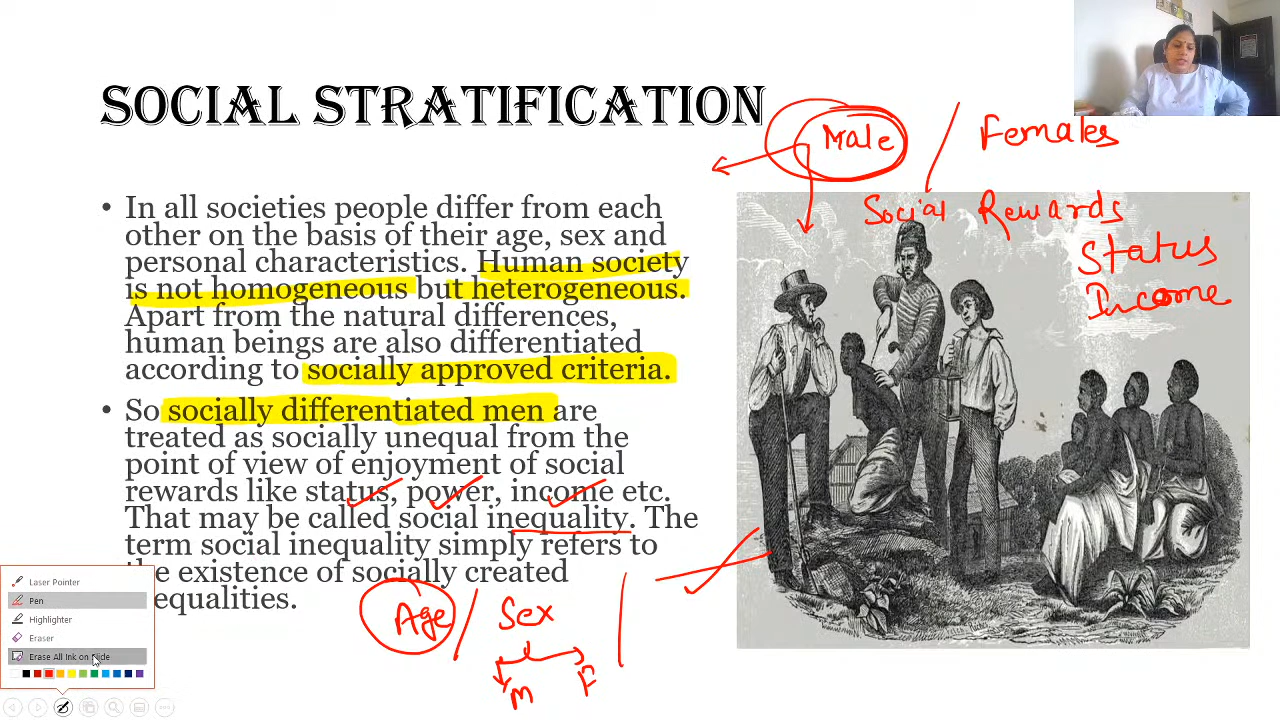 SOCIAL STRATIFICATION
Male / Females
Social Rewards
Status
Income
• In all societies people differ from each
other on the basis of their age, sex and
personal characteristics. Human society
is not homogeneous but heterogeneous.
Apart from the natural differences,
human beings are also differentiated
according to socially approved criteria.
• So socially differentiated men are
treated as socially unequal from the
point of view of enjoyment of social
rewards like status, power, income etc.
That may be called social inequality. The
term social inequality simply refers to
the existence of socially created
equalities.
Age / Sex
M F
Laser Pointer
Pen
Highlighter
Eraser
Erase All Ink on Slide